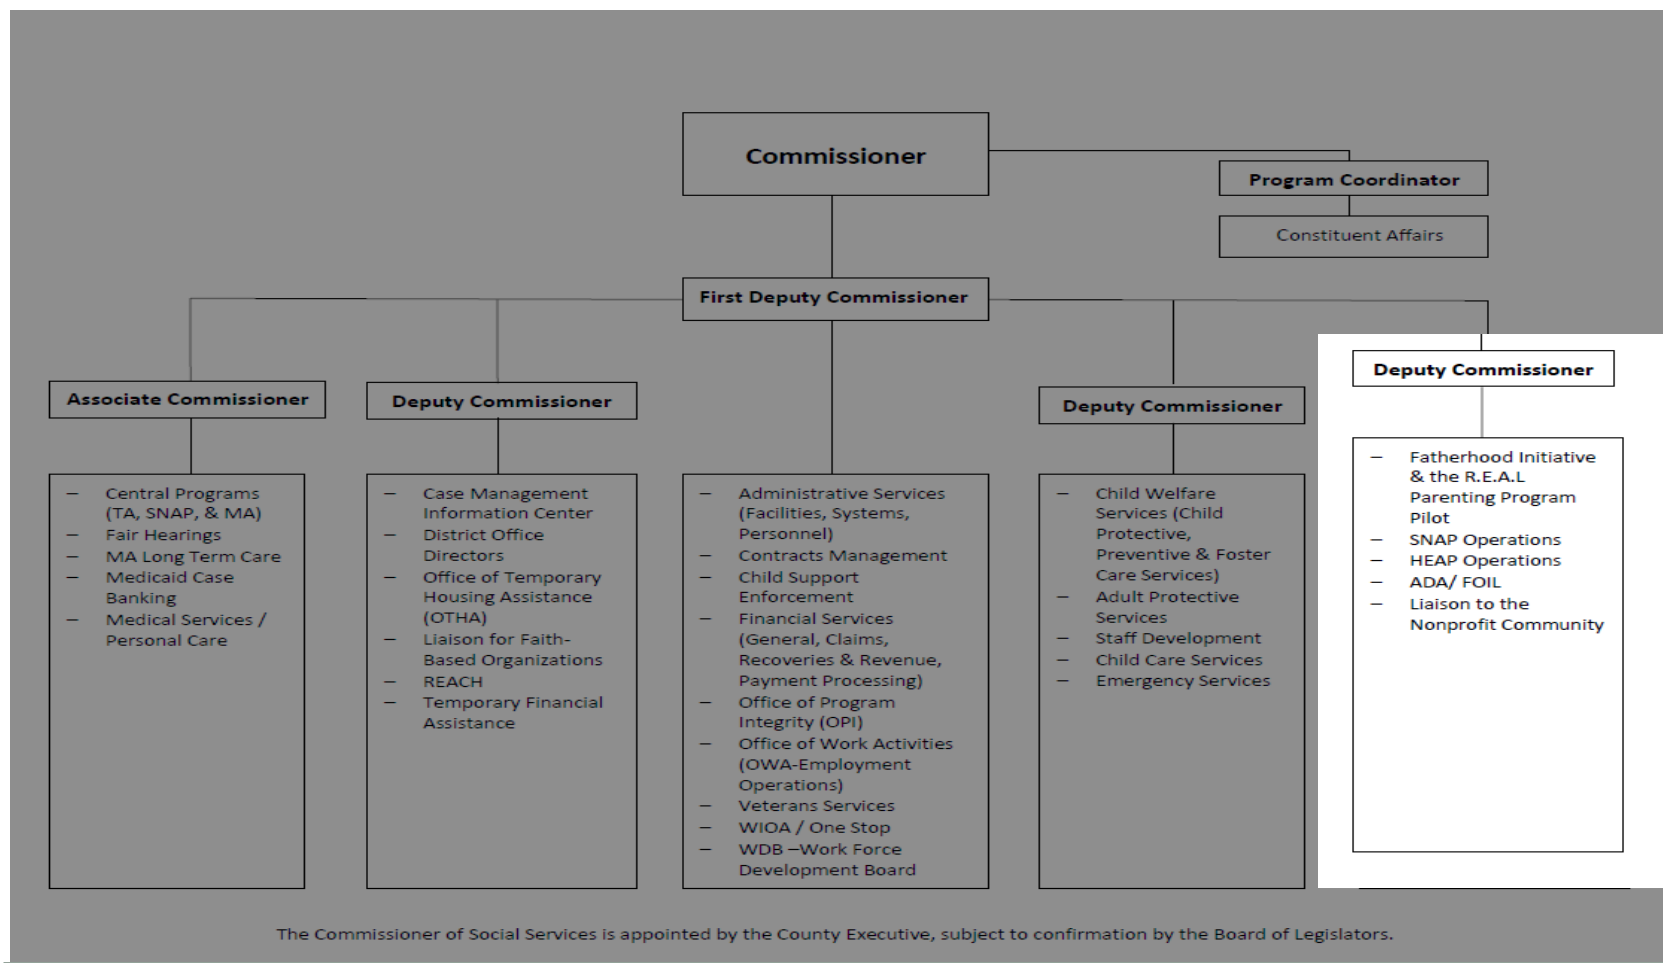 Commissioner
Program Coordinator
Constituent Affairs
First Deputy Commissioner
Associate Commissioner
– Central Programs
(TA, SNAP, & MA)
– Fair Hearings
– MA Long Term Care
– Medicaid Case
Banking
– Medical Services /
Personal Care
Deputy Commissioner
– Case Management
Information Center
– District Office
Directors
– Office of Temporary
Housing Assistance
(OTHA)
– Liaison for Faith-
Based Organizations
– REACH
– Temporary Financial
Assistance
– Administrative Services
(Facilities, Systems,
Personnel)
– Contracts Management
– Child Support
Enforcement
– Financial Services
(General, Claims,
Recoveries & Revenue,
Payment Processing)
– Office of Program
Integrity (OPI)
– Office of Work Activities
(OWA-Employment
Operations)
– Veterans Services
– WIOA / One Stop
– WDB –Work Force
Development Board
Deputy Commissioner
– Child Welfare
Services (Child
Protective,
Preventive & Foster
Care Services)
– Adult Protective
Services
– Staff Development
– Child Care Services
– Emergency Services
Deputy Commissioner
– Fatherhood Initiative
& the R.E.A.L
Parenting Program
Pilot
– SNAP Operations
– HEAP Operations
– ADA/ FOIL
– Liaison to the
Nonprofit Community
The Commissioner of Social Services is appointed by the County Executive, subject to confirmation by the Board of Legislators.